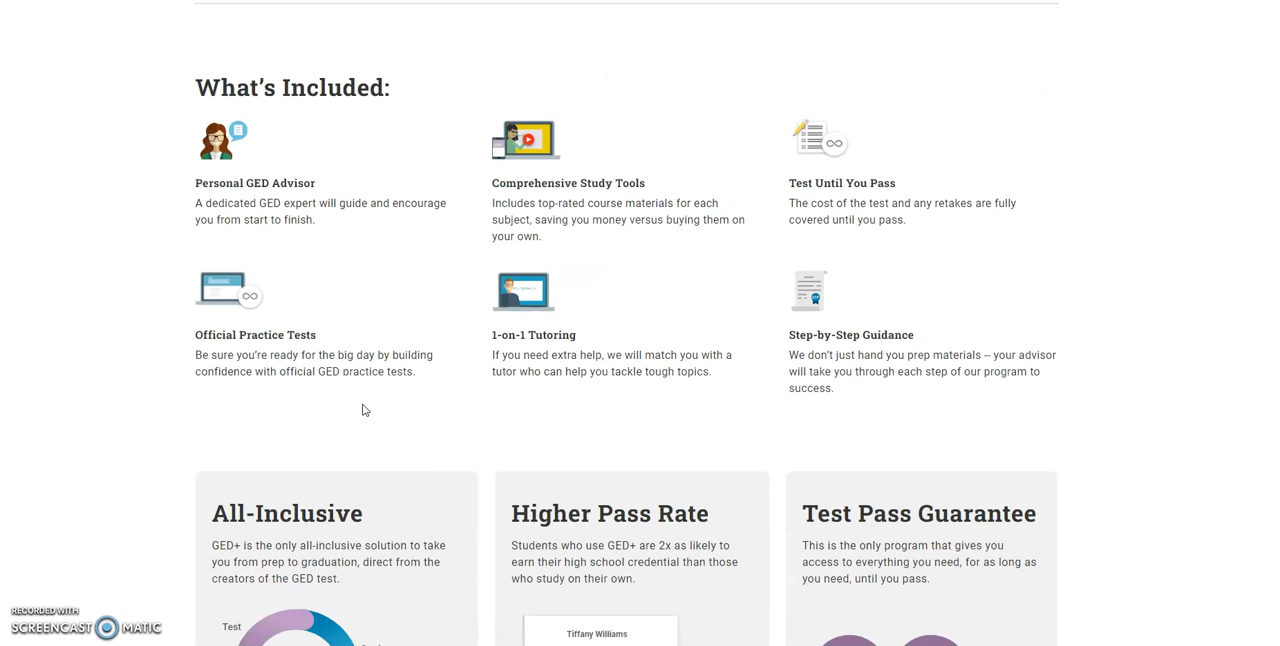 What's Included:
Personal GED Advisor
A dedicated GED expert will guide and encourage
you from start to finish.
Comprehensive Study Tools
Includes top-rated course materials for each
subject, saving you money versus buying them on
your own.
Test Until You Pass
The cost of the test and any retakes are fully
covered until you pass.
Official Practice Tests
Be sure you're ready for the big day by building
confidence with official GED practice tests.
1-on-1 Tutoring
If you need extra help, we will match you with a
tutor who can help you tackle tough topics.
Step-by-Step Guidance
We don't just hand you prep materials -- your advisor
will take you through each step of our program to
success.
All-Inclusive
GED+ is the only all-inclusive solution to take
you from prep to graduation, direct from the
creators of the GED test.
Test
Higher Pass Rate
Students who use GED+ are 2x as likely to
earn their high school credential than those
who study on their own.
Tiffany Williams
Test Pass Guarantee
This is the only program that gives you
access to everything you need, for as long as
you need, until you pass.
RECORDED WITH
SCREENCAST MATIC